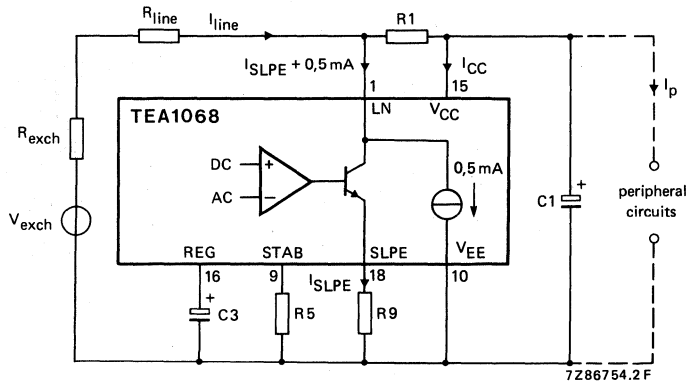 Rline
Iline
R1
ISLPE + 0,5 mA
ICC
1
15
LN
VCC
Ip
TEA1068
Rexch
DC
+
AC
−
0,5 mA
Vexch
C1
+
peripheral
circuits
REG
STAB
SLPE
VEE
16
9
ISLPE
18
10
+
C3
R5
R9
7Z86754.2 F